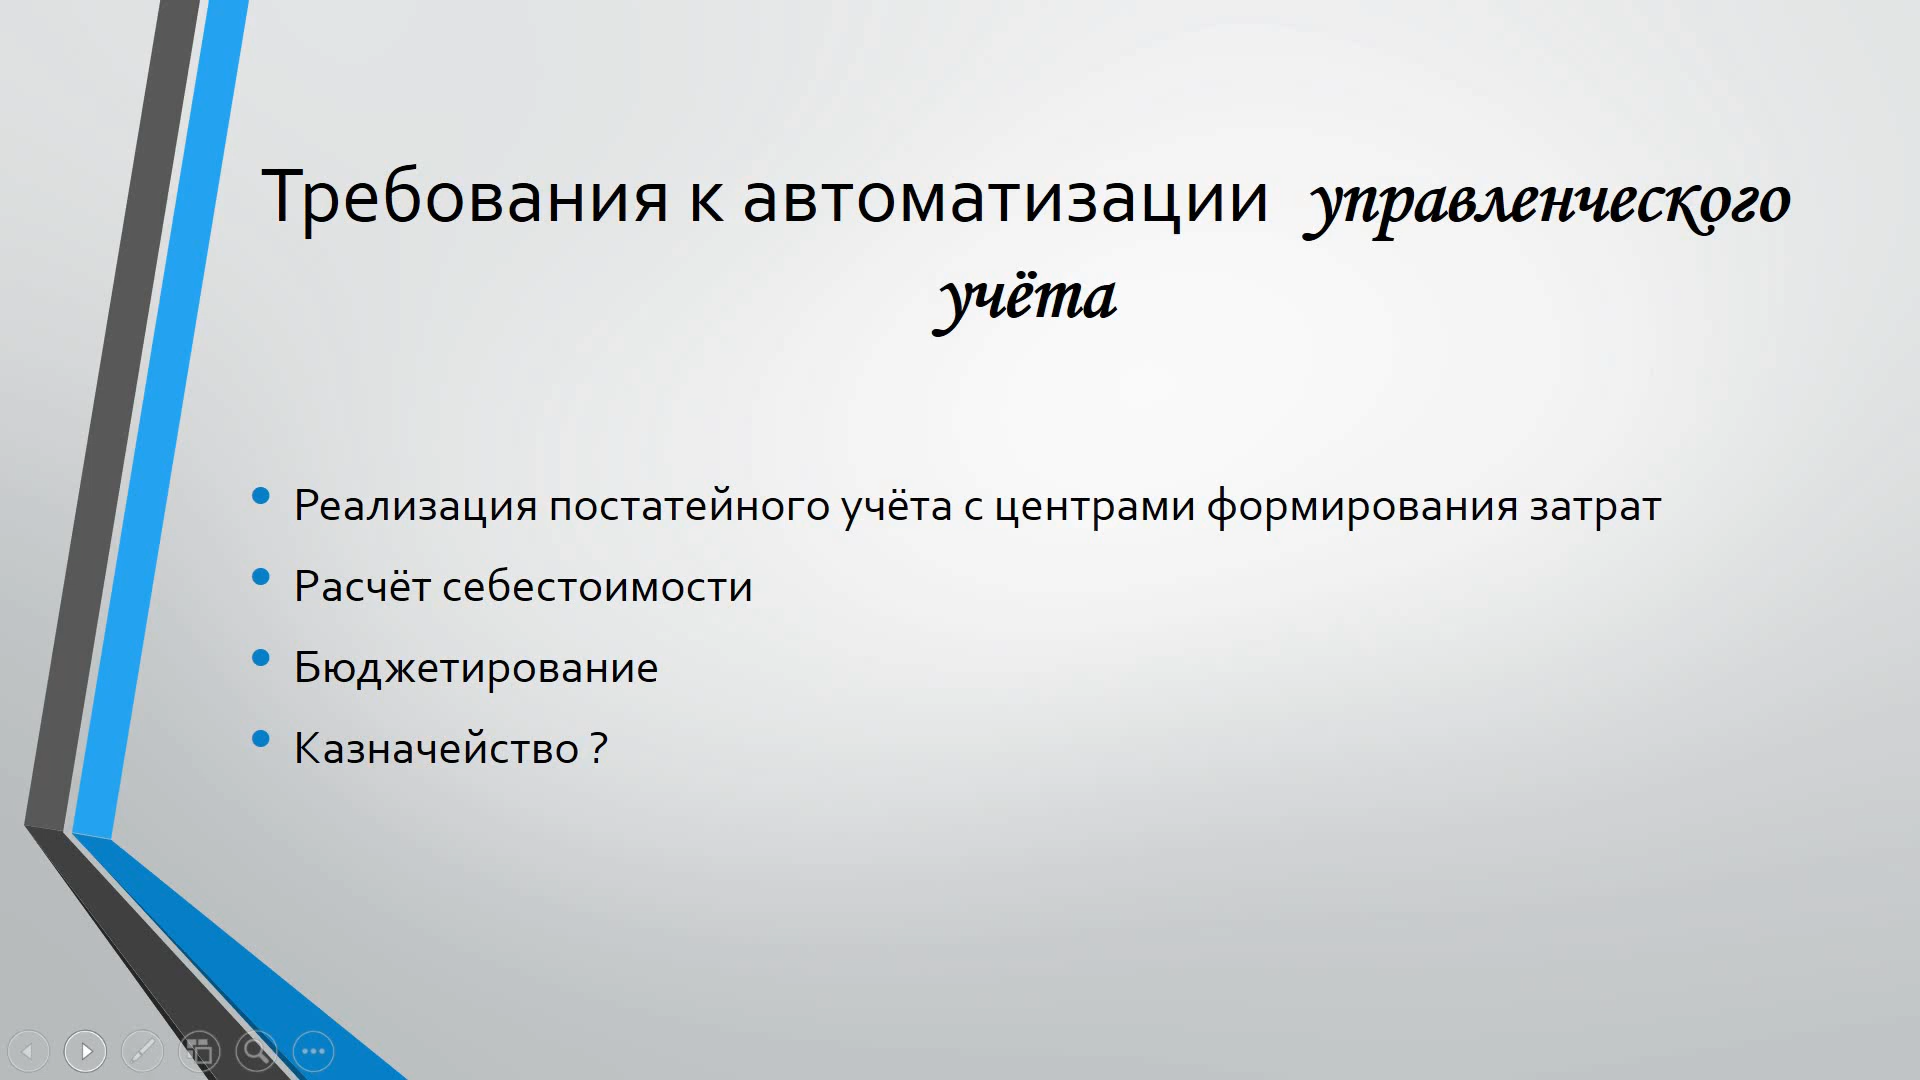 Требования к автоматизации управленческого
учёта
Реализация постатейного учёта с центрами формирования затрат
Расчёт себестоимости
Бюджетирование
Казначейство ?